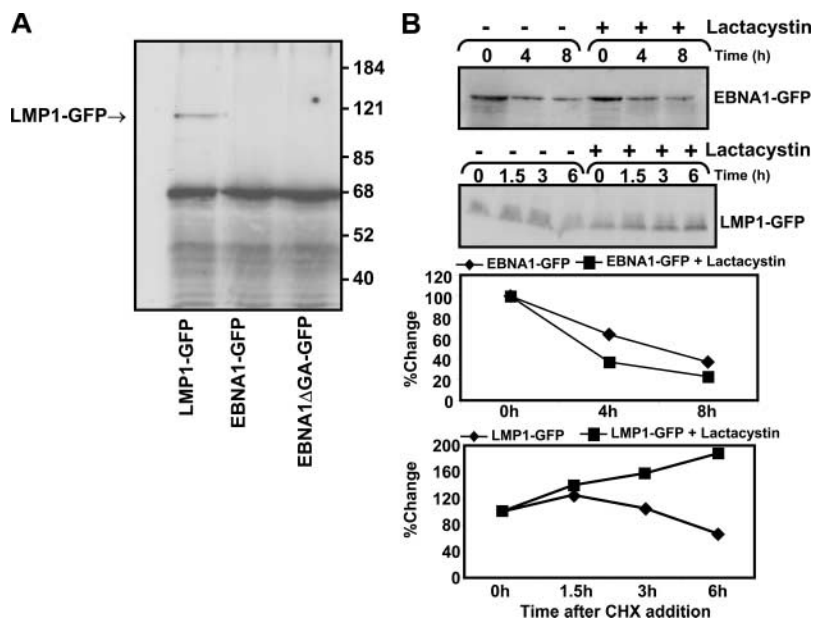 A
184
LMP1-GFP→
121
85
68
52
40
LMP1-GFP
EBNA1-GFP
EBNA1ΔGA-GFP
B
- - - + + + Lactacystin
0 4 8 0 4 8 Time (h)
EBNA1-GFP
- - - - + + + + Lactacystin
0 1.5 3 6 0 1.5 3 6 Time (h)
LMP1-GFP
EBNA1-GFP EBNA1-GFP + Lactacystin
%Change
120
100
80
60
40
20
0
0h 4h 8h
LMP1-GFP LMP1-GFP + Lactacystin
%Change
200
160
120
80
40
0
0h 1.5h 3h 6h
Time after CHX addition